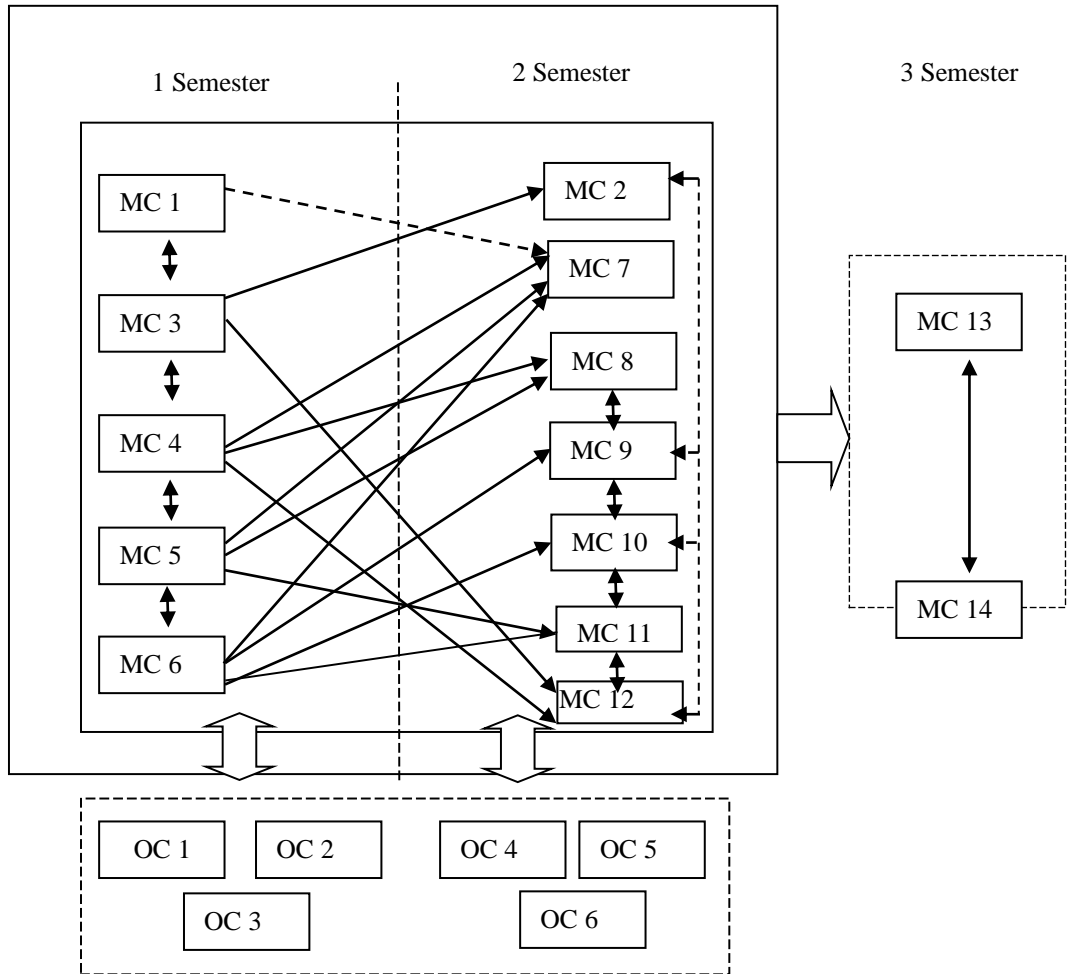 1 Semester
2 Semester
3 Semester
MC 1
MC 2
MC 7
MC 3
MC 13
MC 8
MC 4
MC 9
MC 5
MC 10
MC 14
MC 11
MC 6
MC 12
OC 1
OC 2
OC 4
OC 5
OC 3
OC 6